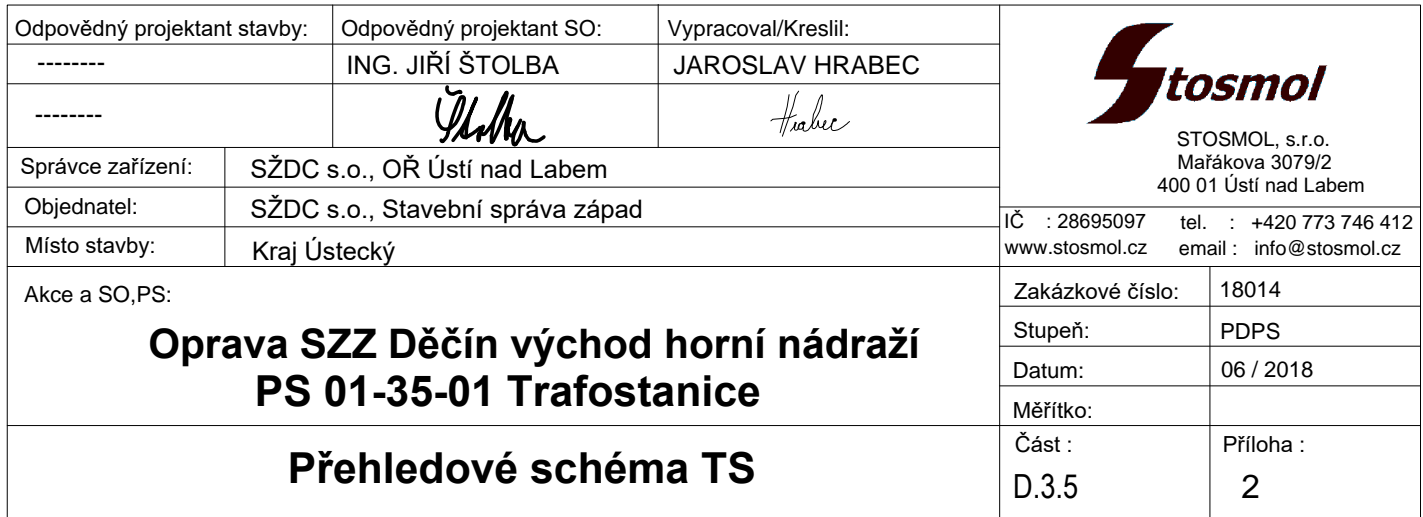 Odpovědný projektant stavby: Odpovědný projektant SO: Vypracoval/Kreslil:
-------- ING. JIŘÍ ŠTOLBA JAROSLAV HRABEC
-------- Štolba Hrabec
Správce zařízení: SŽDC s.o., OŘ Ústí nad Labem
Objednatel: SŽDC s.o., Stavební správa západ
Místo stavby: Kraj Ústecký
Stosmol
STOSMOL, s.r.o.
Mařákova 3079/2
400 01 Ústí nad Labem
IČ : 28695097 tel. : +420 773 746 412
www.stosmol.cz email : info@stosmol.cz
Akce a SO,PS:
Oprava SZZ Děčín východ horní nádraží
PS 01-35-01 Trafostanice
Zakázkové číslo: 18014
Stupeň: PDPS
Datum: 06 / 2018
Měřítko:
Přehledové schéma TS
Část : Příloha :
D.3.5 2